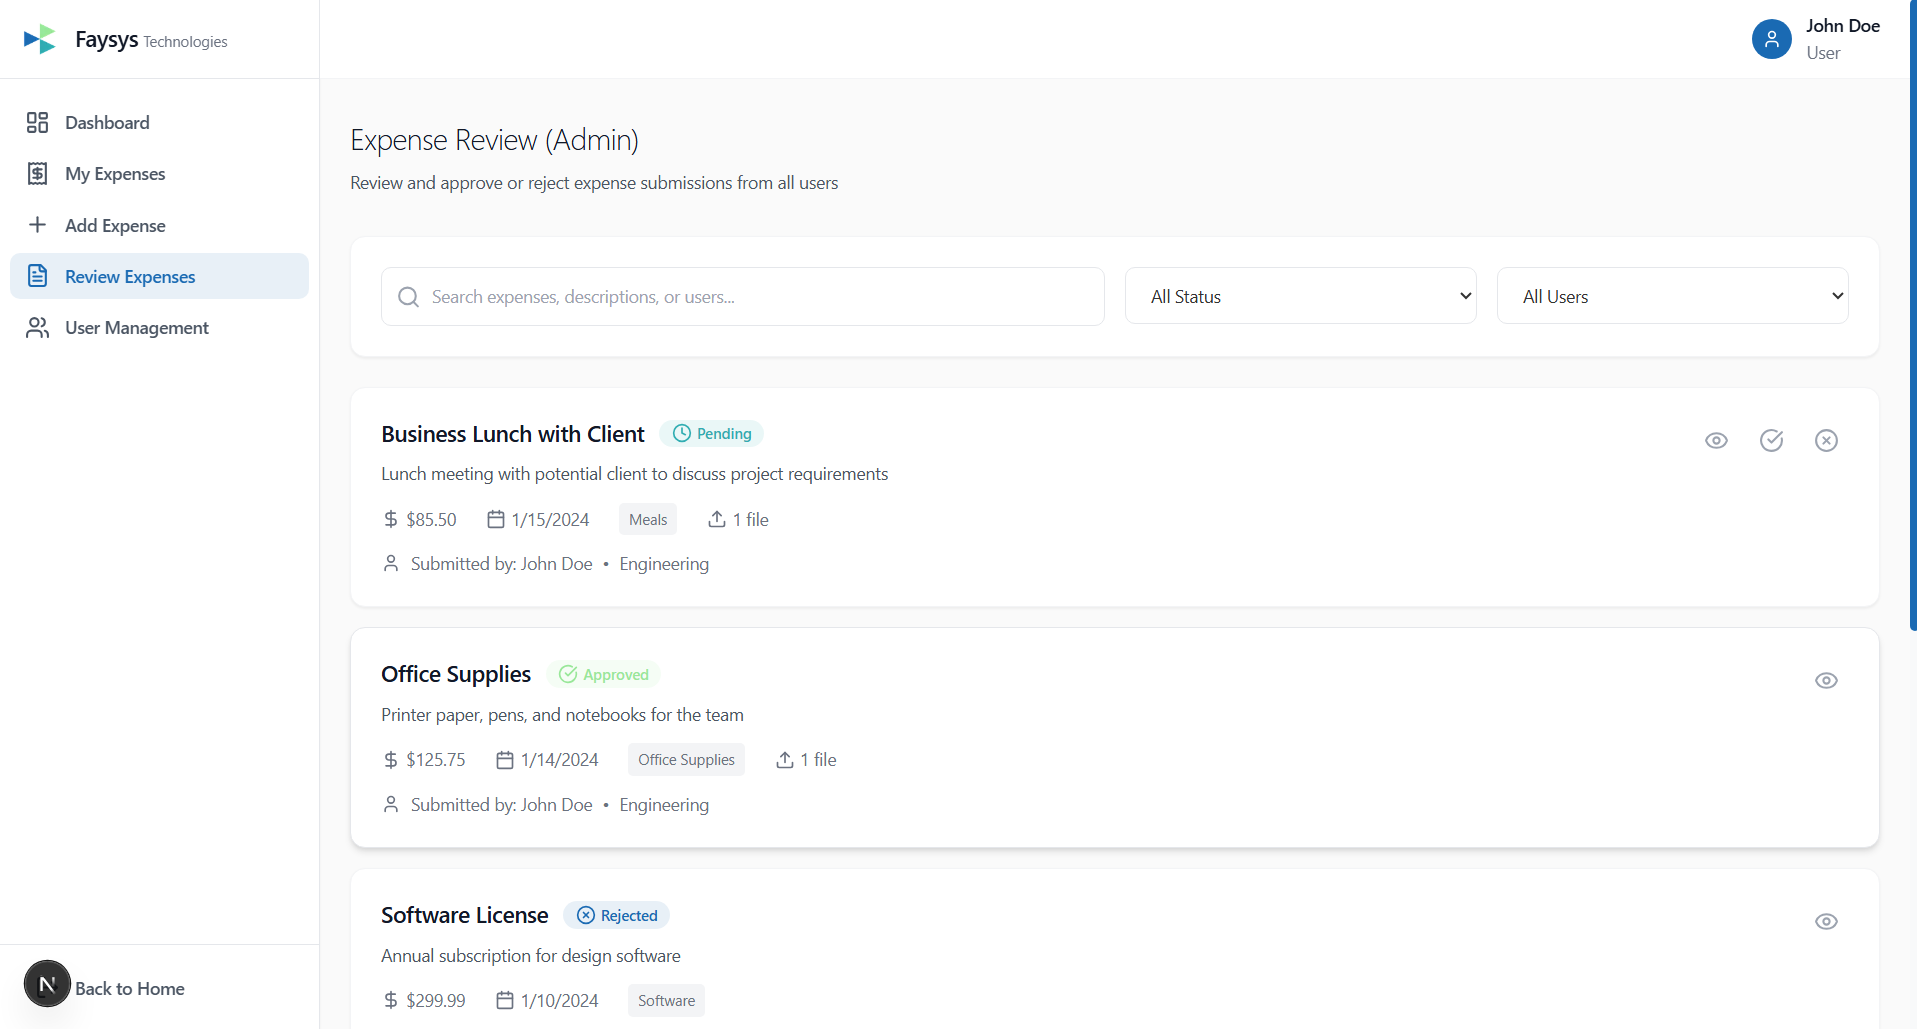 Faysys Technologies
John Doe
User
Dashboard
My Expenses
Add Expense
Review Expenses
User Management
N
Back to Home
Expense Review (Admin)
Review and approve or reject expense submissions from all users
Search expenses, descriptions, or users...
All Status
All Users
Business Lunch with Client Pending
Lunch meeting with potential client to discuss project requirements
$ $85.50 1/15/2024 Meals 1 file
Submitted by: John Doe • Engineering
Office Supplies Approved
Printer paper, pens, and notebooks for the team
$ $125.75 1/14/2024 Office Supplies 1 file
Submitted by: John Doe • Engineering
Software License Rejected
Annual subscription for design software
$ $299.99 1/10/2024 Software